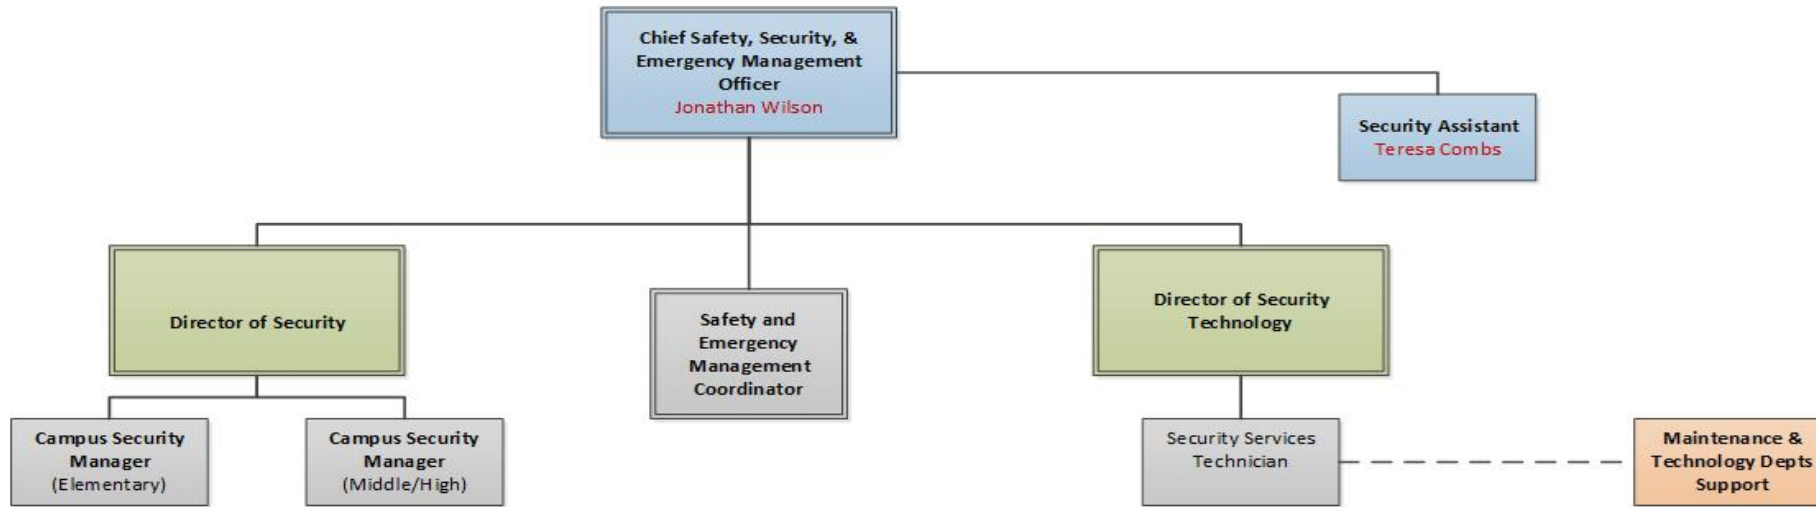 Chief Safety, Security, &
Emergency Management
Officer
Jonathan Wilson
Security Assistant
Teresa Combs
Director of Security
Safety and
Emergency
Management
Coordinator
Director of Security
Technology
Campus Security
Manager
(Elementary)
Campus Security
Manager
(Middle/High)
Security Services
Technician
Maintenance &
Technology Depts
Support